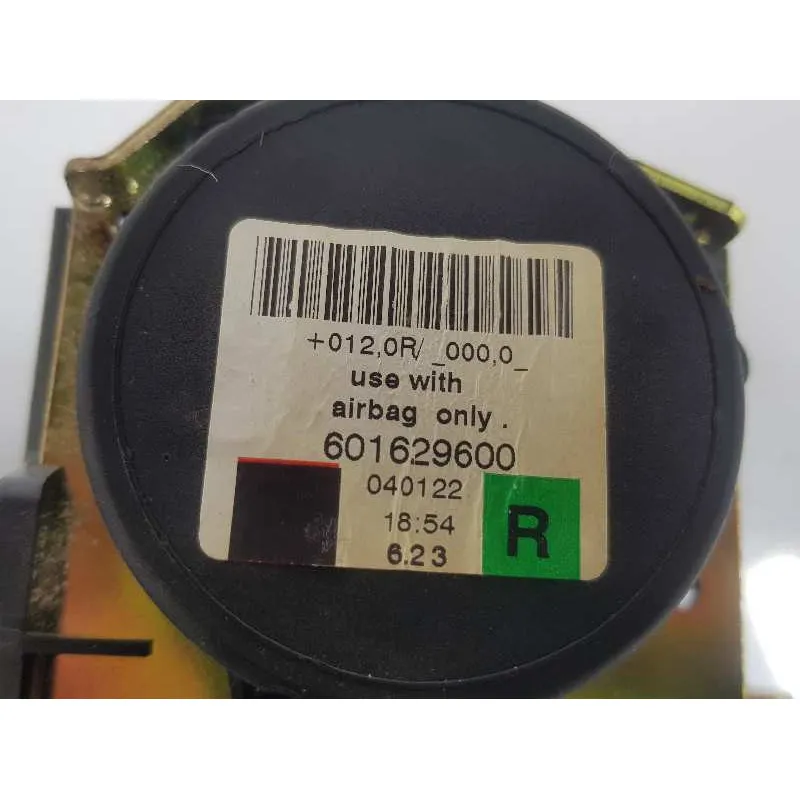 +012,0R/_000,0_
use with
airbag only.
601629600
040122
18:54
R
6.23